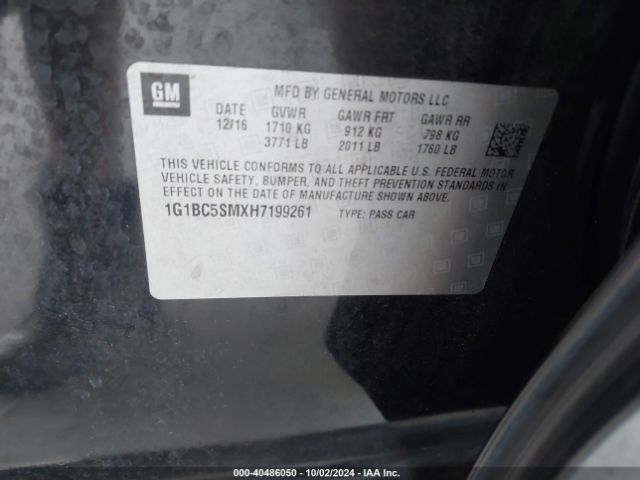 GM
MFD BY GENERAL MOTORS LLC
DATE GVWR GAWR FRT GAWR RR
12/16 1710 KG 912 KG 798 KG
3771 LB 2011 LB 1760 LB
THIS VEHICLE CONFORMS TO ALL APPLICABLE U.S. FEDERAL MOTOR
VEHICLE SAFETY, BUMPER, AND THEFT PREVENTION STANDARDS IN
EFFECT ON THE DATE OF MANUFACTURE SHOWN ABOVE.
1G1BC5SMXH7199261 TYPE: PASS CAR
000-40486050 - 10/02/2024 - IAA Inc.